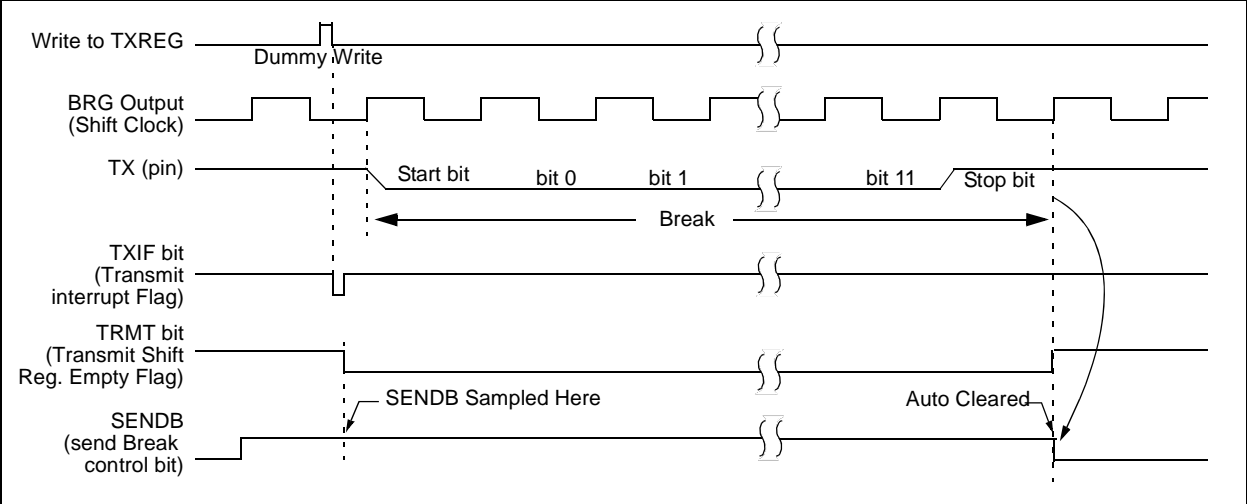 Write to TXREG
Dummy Write
BRG Output
(Shift Clock)
TX (pin)
Start bit
bit 0
bit 1
bit 11
Stop bit
Break
TXIF bit
(Transmit
interrupt Flag)
TRMT bit
(Transmit Shift
Reg. Empty Flag)
SENDB Sampled Here
Auto Cleared
SENDB
(send Break
control bit)